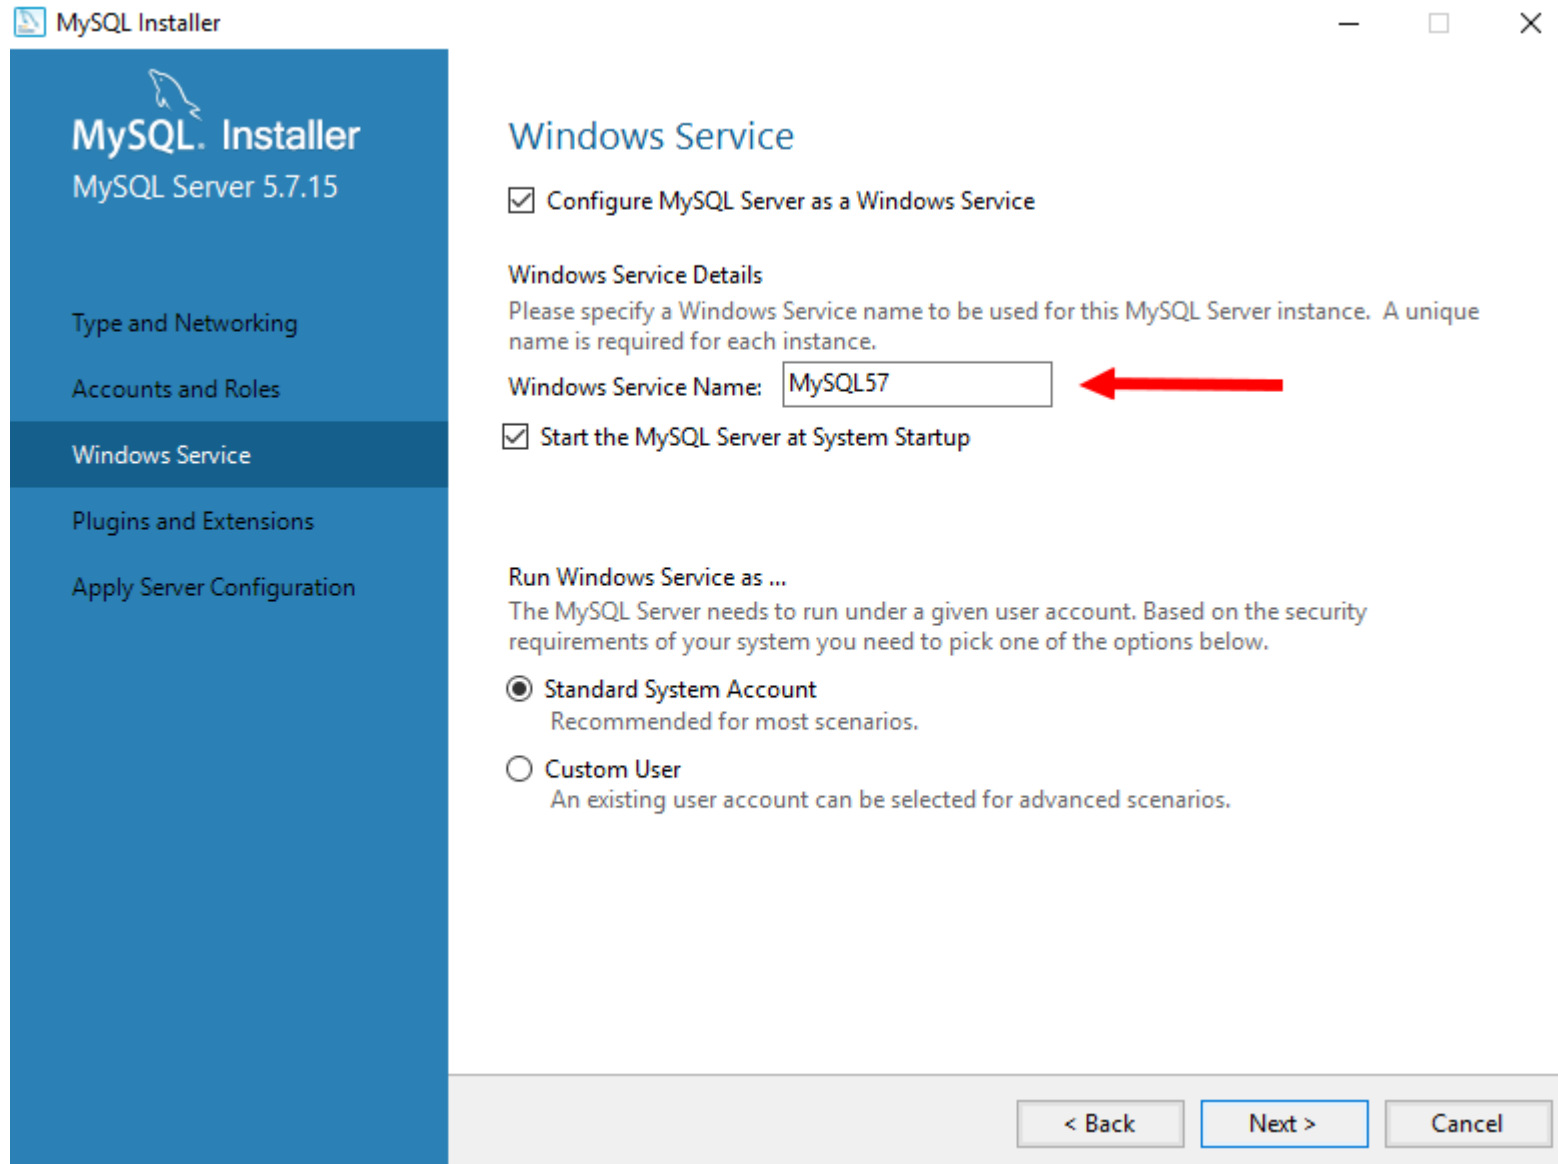 MySQL Installer
MySQL. Installer
MySQL Server 5.7.15
Type and Networking
Accounts and Roles
Windows Service
Plugins and Extensions
Apply Server Configuration
Windows Service
Configure MySQL Server as a Windows Service
Windows Service Details
Please specify a Windows Service name to be used for this MySQL Server instance. A unique
name is required for each instance.
Windows Service Name: MySQL57
Start the MySQL Server at System Startup
Run Windows Service as ...
The MySQL Server needs to run under a given user account. Based on the security
requirements of your system you need to pick one of the options below.
Standard System Account
Recommended for most scenarios.
Custom User
An existing user account can be selected for advanced scenarios.
< Back Next > Cancel